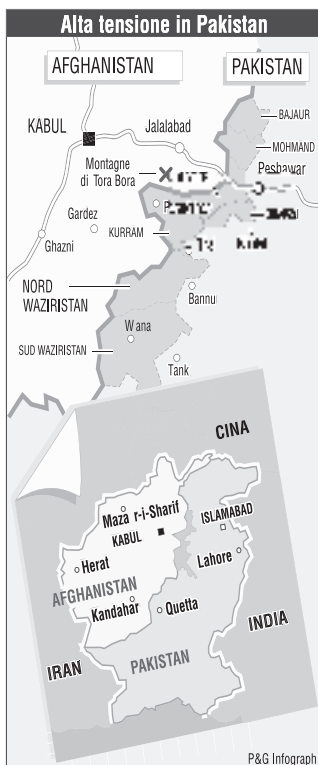 Alta tensione in Pakistan
AFGHANISTAN
PAKISTAN
BAJAUR
KABUL
Jalalabad
MOHMAND
Montagne
di Tora Bora
Peshawar
Gardez
KURRAM
Ghazni
NORD
WAZIRISTAN
Bannu
Wana
SUD WAZIRISTAN
Tank
CINA
Maza r-i-Sharif
ISLAMABAD
KABUL
Lahore
Herat
AFGHANISTAN
Kandahar
Quetta
INDIA
IRAN
PAKISTAN
P&G Infograph